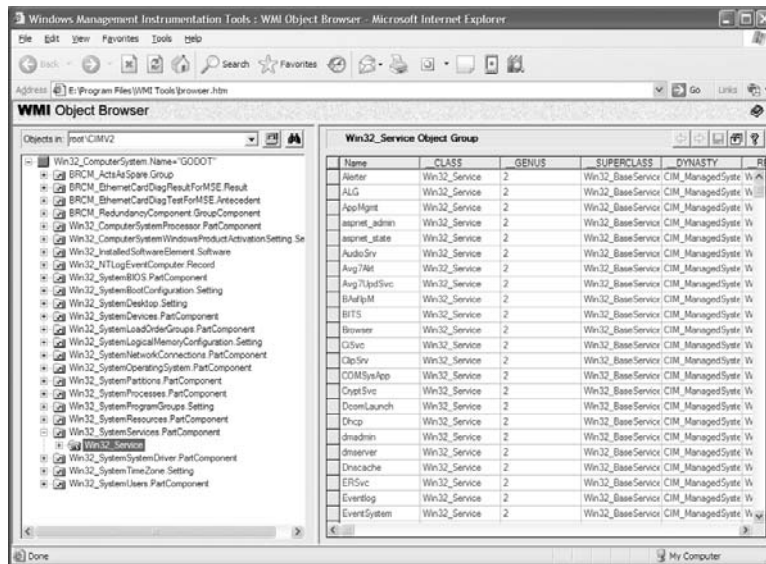 Windows Management Instrumentation Tools : WMI Object Browser - Microsoft Internet Explorer
File Edit View Favorites Tools Help
Back Search Favorites
Address E:\Program Files\WMI Tools\browser.htm Go Links
WMI Object Browser
Objects in: root\CIMV2
Win32_ComputerSystem.Name="GODOT"
BRCM_ActsAsSpare.Group
BRCM_EthernetCardDiagResultForMSE.Result
BRCM_EthernetCardDiagTestForMSE.Antecedent
BRCM_RedundancyComponent.GroupComponent
Win32_ComputerSystemProcessor.PartComponent
Win32_ComputerSystemWindowsProductActivationSetting.Se
Win32_InstalledSoftwareElement.Software
Win32_NTLogEventComputer.Record
Win32_SystemBIOS.PartComponent
Win32_SystemBootConfiguration.Setting
Win32_SystemDesktop.Setting
Win32_SystemDevices.PartComponent
Win32_SystemLoadOrderGroups.PartComponent
Win32_SystemLogicalMemoryConfiguration.Setting
Win32_SystemNetworkConnections.PartComponent
Win32_SystemOperatingSystem.PartComponent
Win32_SystemPartitions.PartComponent
Win32_SystemProcesses.PartComponent
Win32_SystemProgramGroups.Setting
Win32_SystemResources.PartComponent
Win32_SystemServices.PartComponent
Win32_Service
Win32_SystemSystemDriver.PartComponent
Win32_SystemTimeZone.Setting
Win32_SystemUsers.PartComponent
Win32_Service Object Group
Name __CLASS __GENUS __SUPERCLASS __DYNASTY __RE
Alerter Win32_Service 2 Win32_BaseService CIM_ManagedSyste W
ALG Win32_Service 2 Win32_BaseService CIM_ManagedSyste W
AppMgmt Win32_Service 2 Win32_BaseService CIM_ManagedSyste W
aspnet_admin Win32_Service 2 Win32_BaseService CIM_ManagedSyste W
aspnet_state Win32_Service 2 Win32_BaseService CIM_ManagedSyste W
AudioSrv Win32_Service 2 Win32_BaseService CIM_ManagedSyste W
Avg7Alrt Win32_Service 2 Win32_BaseService CIM_ManagedSyste W
Avg7UpdSvc Win32_Service 2 Win32_BaseService CIM_ManagedSyste W
BAsfIpM Win32_Service 2 Win32_BaseService CIM_ManagedSyste W
BITS Win32_Service 2 Win32_BaseService CIM_ManagedSyste W
Browser Win32_Service 2 Win32_BaseService CIM_ManagedSyste W
CiSvc Win32_Service 2 Win32_BaseService CIM_ManagedSyste W
ClipSrv Win32_Service 2 Win32_BaseService CIM_ManagedSyste W
COMSysApp Win32_Service 2 Win32_BaseService CIM_ManagedSyste W
CryptSvc Win32_Service 2 Win32_BaseService CIM_ManagedSyste W
DcomLaunch Win32_Service 2 Win32_BaseService CIM_ManagedSyste W
Dhcp Win32_Service 2 Win32_BaseService CIM_ManagedSyste W
dmadmin Win32_Service 2 Win32_BaseService CIM_ManagedSyste W
dmserver Win32_Service 2 Win32_BaseService CIM_ManagedSyste W
Dnscache Win32_Service 2 Win32_BaseService CIM_ManagedSyste W
ERSvc Win32_Service 2 Win32_BaseService CIM_ManagedSyste W
Eventlog Win32_Service 2 Win32_BaseService CIM_ManagedSyste W
EventSystem Win32_Service 2 Win32_BaseService CIM_ManagedSyste W
Done My Computer